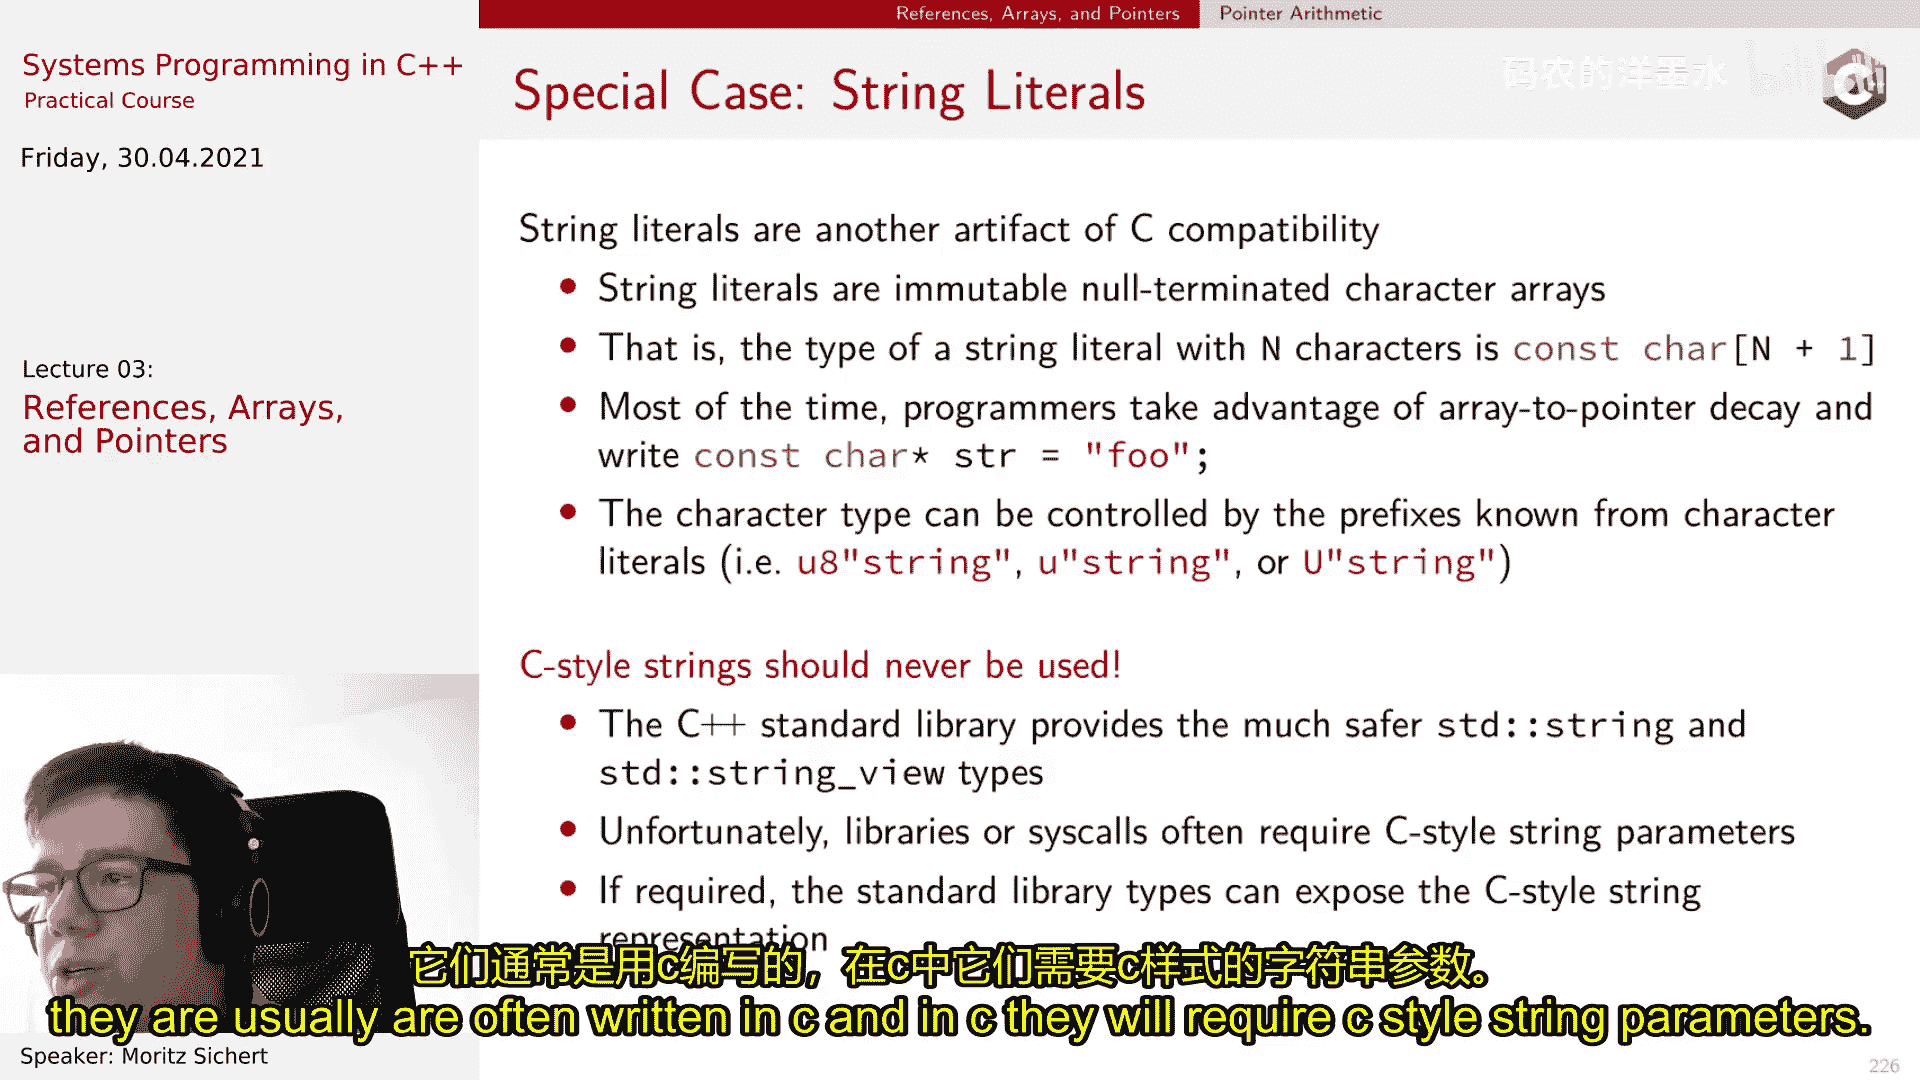 References, Arrays, and Pointers
Pointer Arithmetic
Systems Programming in C++
Practical Course
Friday, 30.04.2021
Lecture 03:
References, Arrays,
and Pointers
Special Case: String Literals
码农的洋墨水
String literals are another artifact of C compatibility
• String literals are immutable null-terminated character arrays
• That is, the type of a string literal with N characters is const char[N + 1]
• Most of the time, programmers take advantage of array-to-pointer decay and
write const char* str = "foo";
• The character type can be controlled by the prefixes known from character
literals (i.e. u8"string", u"string", or U"string")
C-style strings should never be used!
• The C++ standard library provides the much safer std::string and
std::string_view types
• Unfortunately, libraries or syscalls often require C-style string parameters
• If required, the standard library types can expose the C-style string
representation
它们通常是用c编写的，在c中它们需要c样式的字符串参数。
they are usually are often written in c and in c they will require c style string parameters.
Speaker: Moritz Sichert
226